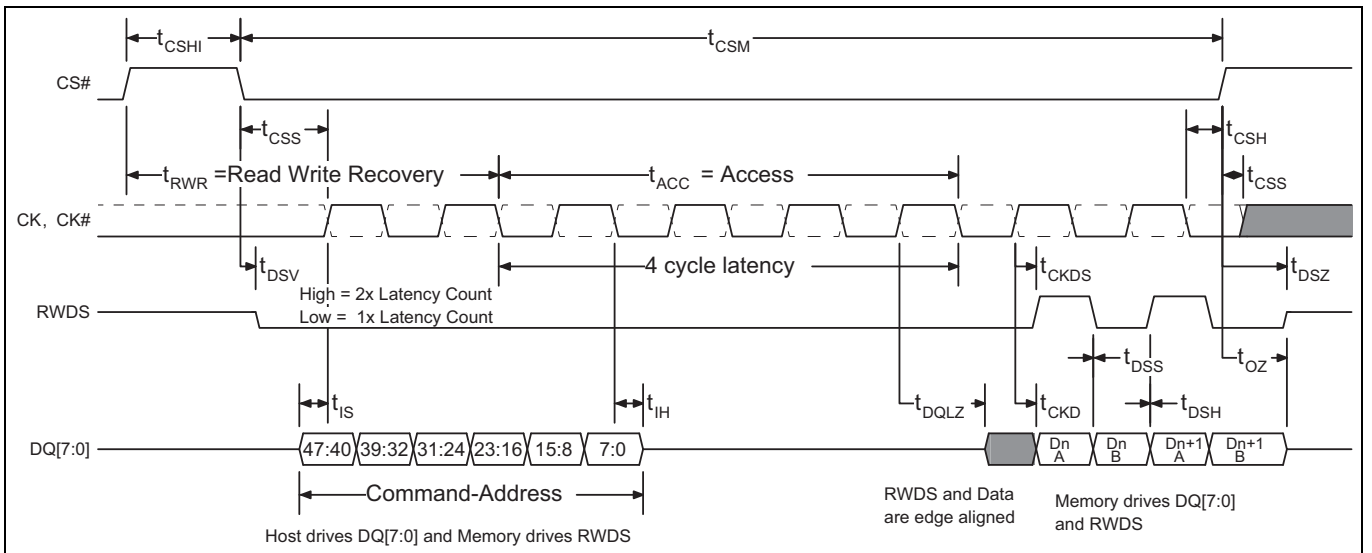 tCSHI
tCSM
CS#
tCSS
tCSH
tRWR =Read Write Recovery
tACC = Access
tCSS
CK, CK#
tDSV
4 cycle latency
tCKDS
tDSZ
High = 2x Latency Count
Low = 1x Latency Count
RWDS
tDSS
tOZ
tIS
tIH
tDQLZ
tCKD
tDSH
DQ[7:0]
47:40 39:32 31:24 23:16 15:8 7:0
Dn A
Dn B
Dn+1 A
Dn+1 B
Command-Address
RWDS and Data
are edge aligned
Memory drives DQ[7:0]
and RWDS
Host drives DQ[7:0] and Memory drives RWDS